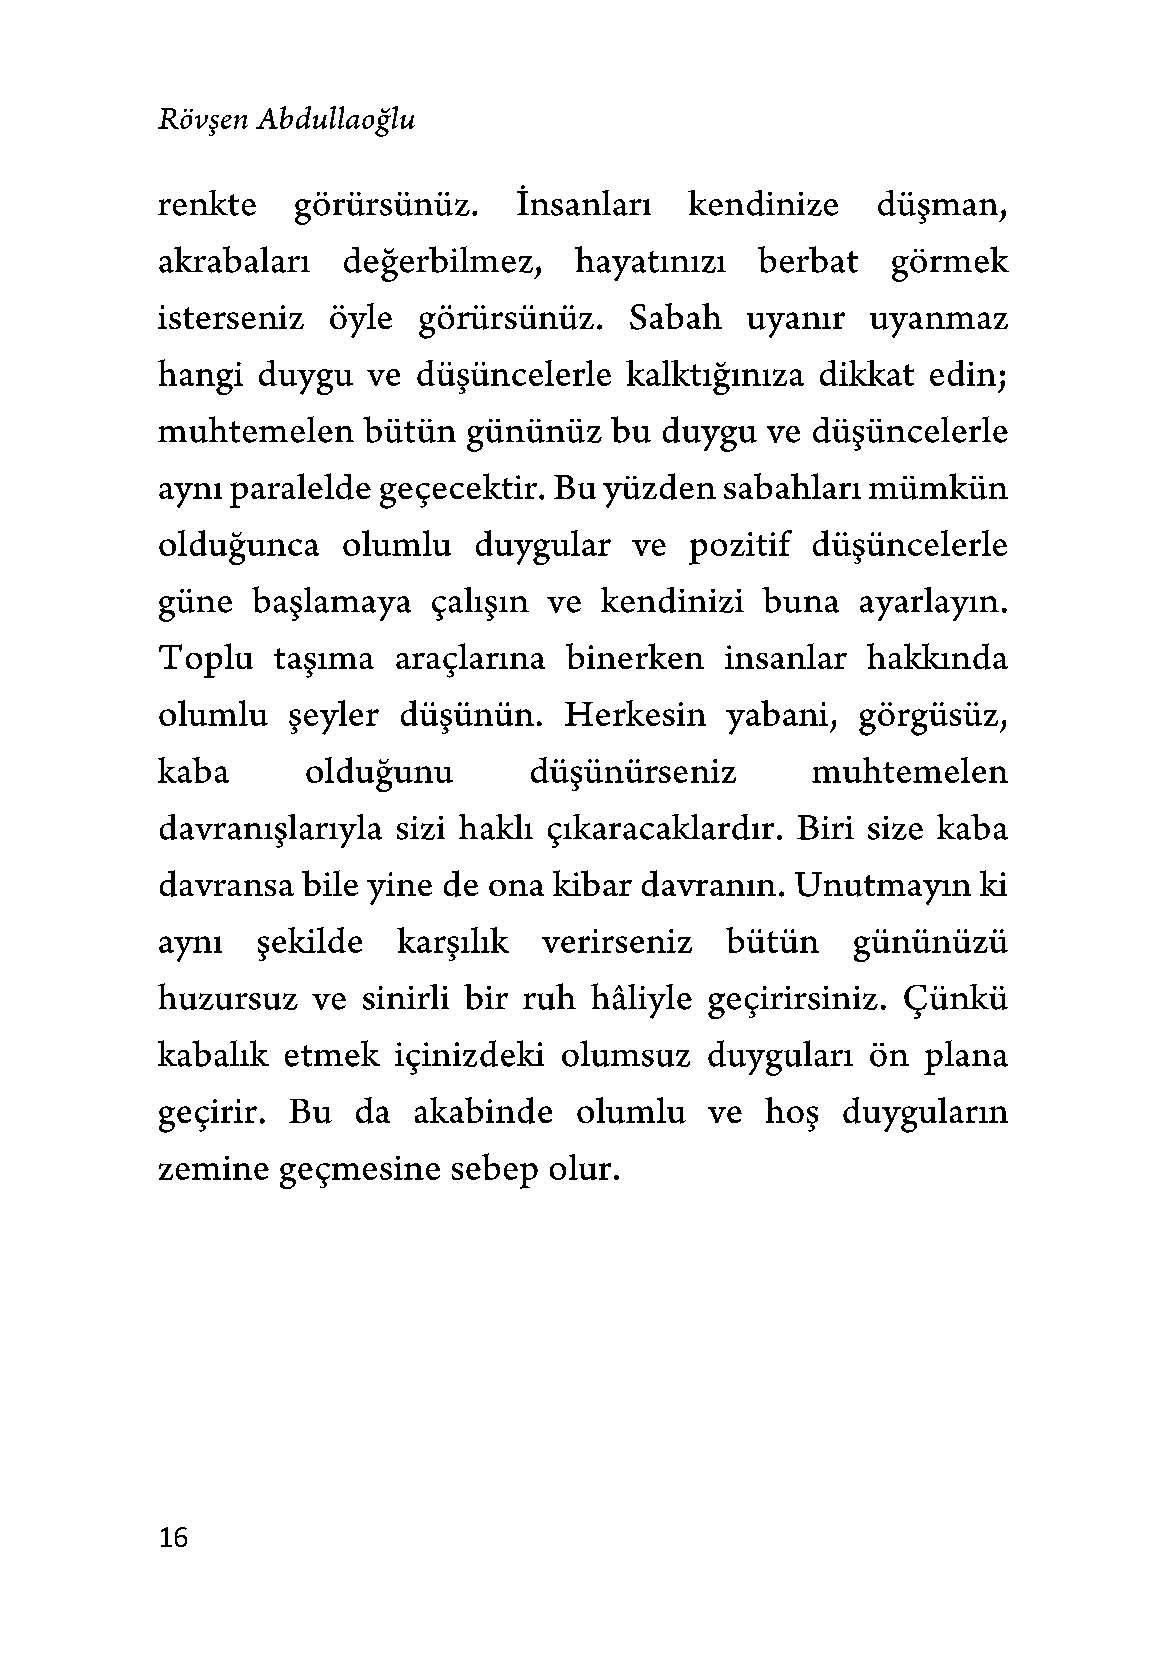 Rövşen Abdullaoğlu
renkte görürsünüz. İnsanları kendinize düşman,
akrabaları değerbilmez, hayatınızı berbat görmek
isterseniz öyle görürsünüz. Sabah uyanır uyanmaz
hangi duygu ve düşüncelerle kalktığınıza dikkat edin;
muhtemelen bütün gününüz bu duygu ve düşüncelerle
aynı paralelde geçecektir. Bu yüzden sabahları mümkün
olduğunca olumlu duygular ve pozitif düşüncelerle
güne başlamaya çalışın ve kendinizi buna ayarlayın.
Toplu taşıma araçlarına binerken insanlar hakkında
olumlu şeyler düşünün. Herkesin yabani, görgüsüz,
kaba olduğunu düşünürseniz muhtemelen
davranışlarıyla sizi haklı çıkaracaklardır. Biri size kaba
davransa bile yine de ona kibar davranın. Unutmayın ki
aynı şekilde karşılık verirseniz bütün gününüzü
huzursuz ve sinirli bir ruh hâliyle geçirirsiniz. Çünkü
kabalık etmek içinizdeki olumsuz duyguları ön plana
geçirir. Bu da akabinde olumlu ve hoş duyguların
zemine geçmesine sebep olur.
16